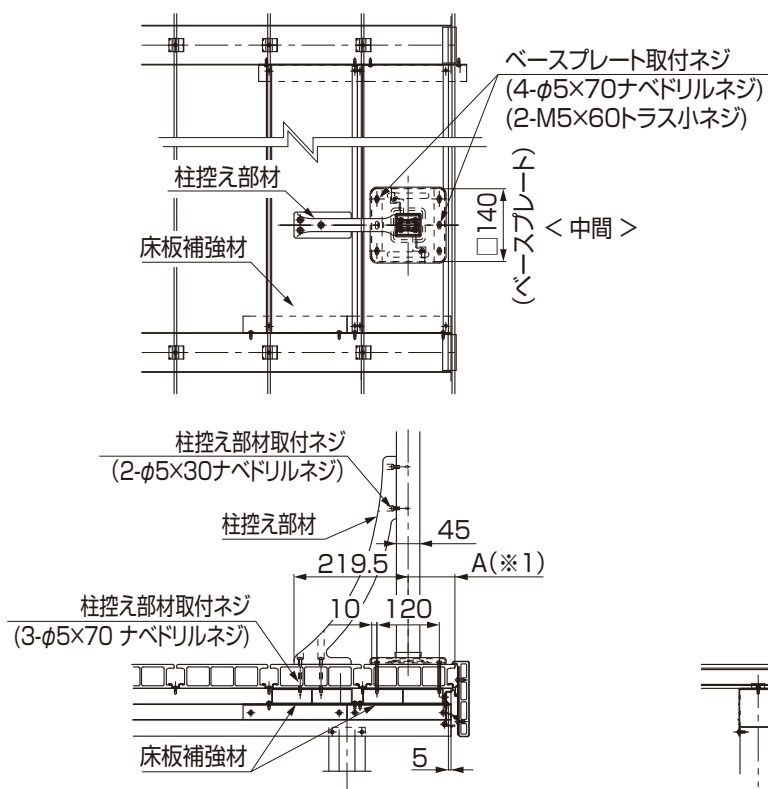 ベースプレート取付ネジ
(4-φ5×70ナベドリルネジ)
(2-M5×60トラス小ネジ)
柱控え部材
□140
(ベースプレート)
< 中間 >
床板補強材
柱控え部材取付ネジ
(2-φ5×30ナベドリルネジ)
柱控え部材
45
219.5
A(※1)
柱控え部材取付ネジ
10
120
(3-φ5×70 ナベドリルネジ)
床板補強材
5